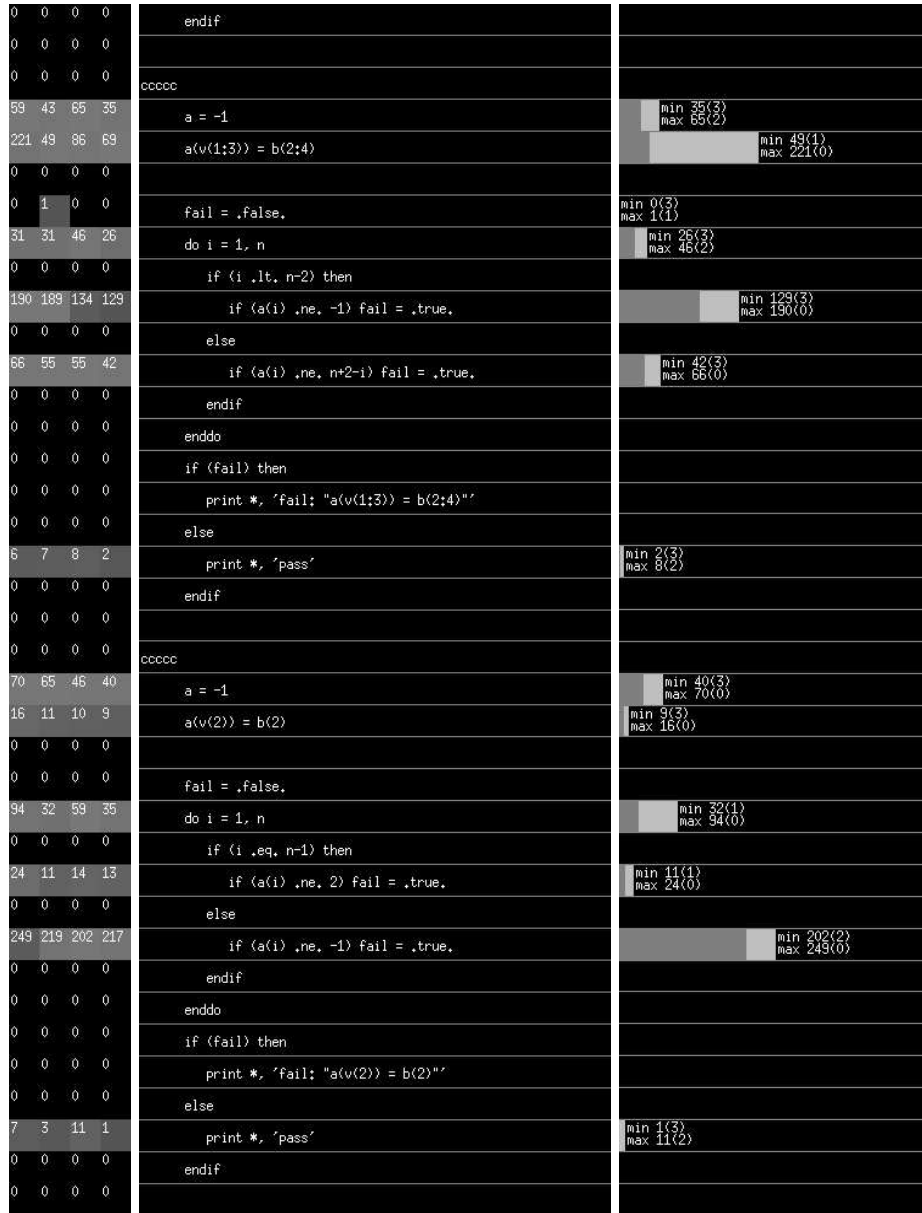 0 0 0 0 endif
0 0 0 0
0 0 0 0 ccccc
59 43 65 35 a = -1 min 35(3)
max 65(2)
221 49 86 69 a(v(1:3)) = b(2:4) min 49(1)
max 221(0)
0 0 0 0
0 1 0 0 fail = .false. min 0(3)
max 1(1)
31 31 46 26 do i = 1, n min 26(3)
max 46(2)
0 0 0 0 if (i .lt. n-2) then
190 189 134 129 if (a(i) .ne. -1) fail = .true. min 129(3)
max 190(0)
0 0 0 0 else
66 55 55 42 if (a(i) .ne. n+2-i) fail = .true. min 42(3)
max 66(0)
0 0 0 0 endif
0 0 0 0 enddo
0 0 0 0 if (fail) then
0 0 0 0 print *, 'fail: "a(v(1:3)) = b(2:4)"'
0 0 0 0 else
6 7 8 2 print *, 'pass' min 2(3)
max 8(2)
0 0 0 0 endif
0 0 0 0
0 0 0 0 ccccc
70 65 46 40 a = -1 min 40(3)
max 70(0)
16 11 10 9 a(v(2)) = b(2) min 9(3)
max 16(0)
0 0 0 0
0 0 0 0 fail = .false.
94 32 59 35 do i = 1, n min 32(1)
max 94(0)
0 0 0 0 if (i .eq. n-1) then
24 11 14 13 if (a(i) .ne. 2) fail = .true. min 11(1)
max 24(0)
0 0 0 0 else
249 219 202 217 if (a(i) .ne. -1) fail = .true. min 202(2)
max 249(0)
0 0 0 0 endif
0 0 0 0 enddo
0 0 0 0 if (fail) then
0 0 0 0 print *, 'fail: "a(v(2)) = b(2)"'
0 0 0 0 else
7 3 11 1 print *, 'pass' min 1(3)
max 11(2)
0 0 0 0 endif
0 0 0 0